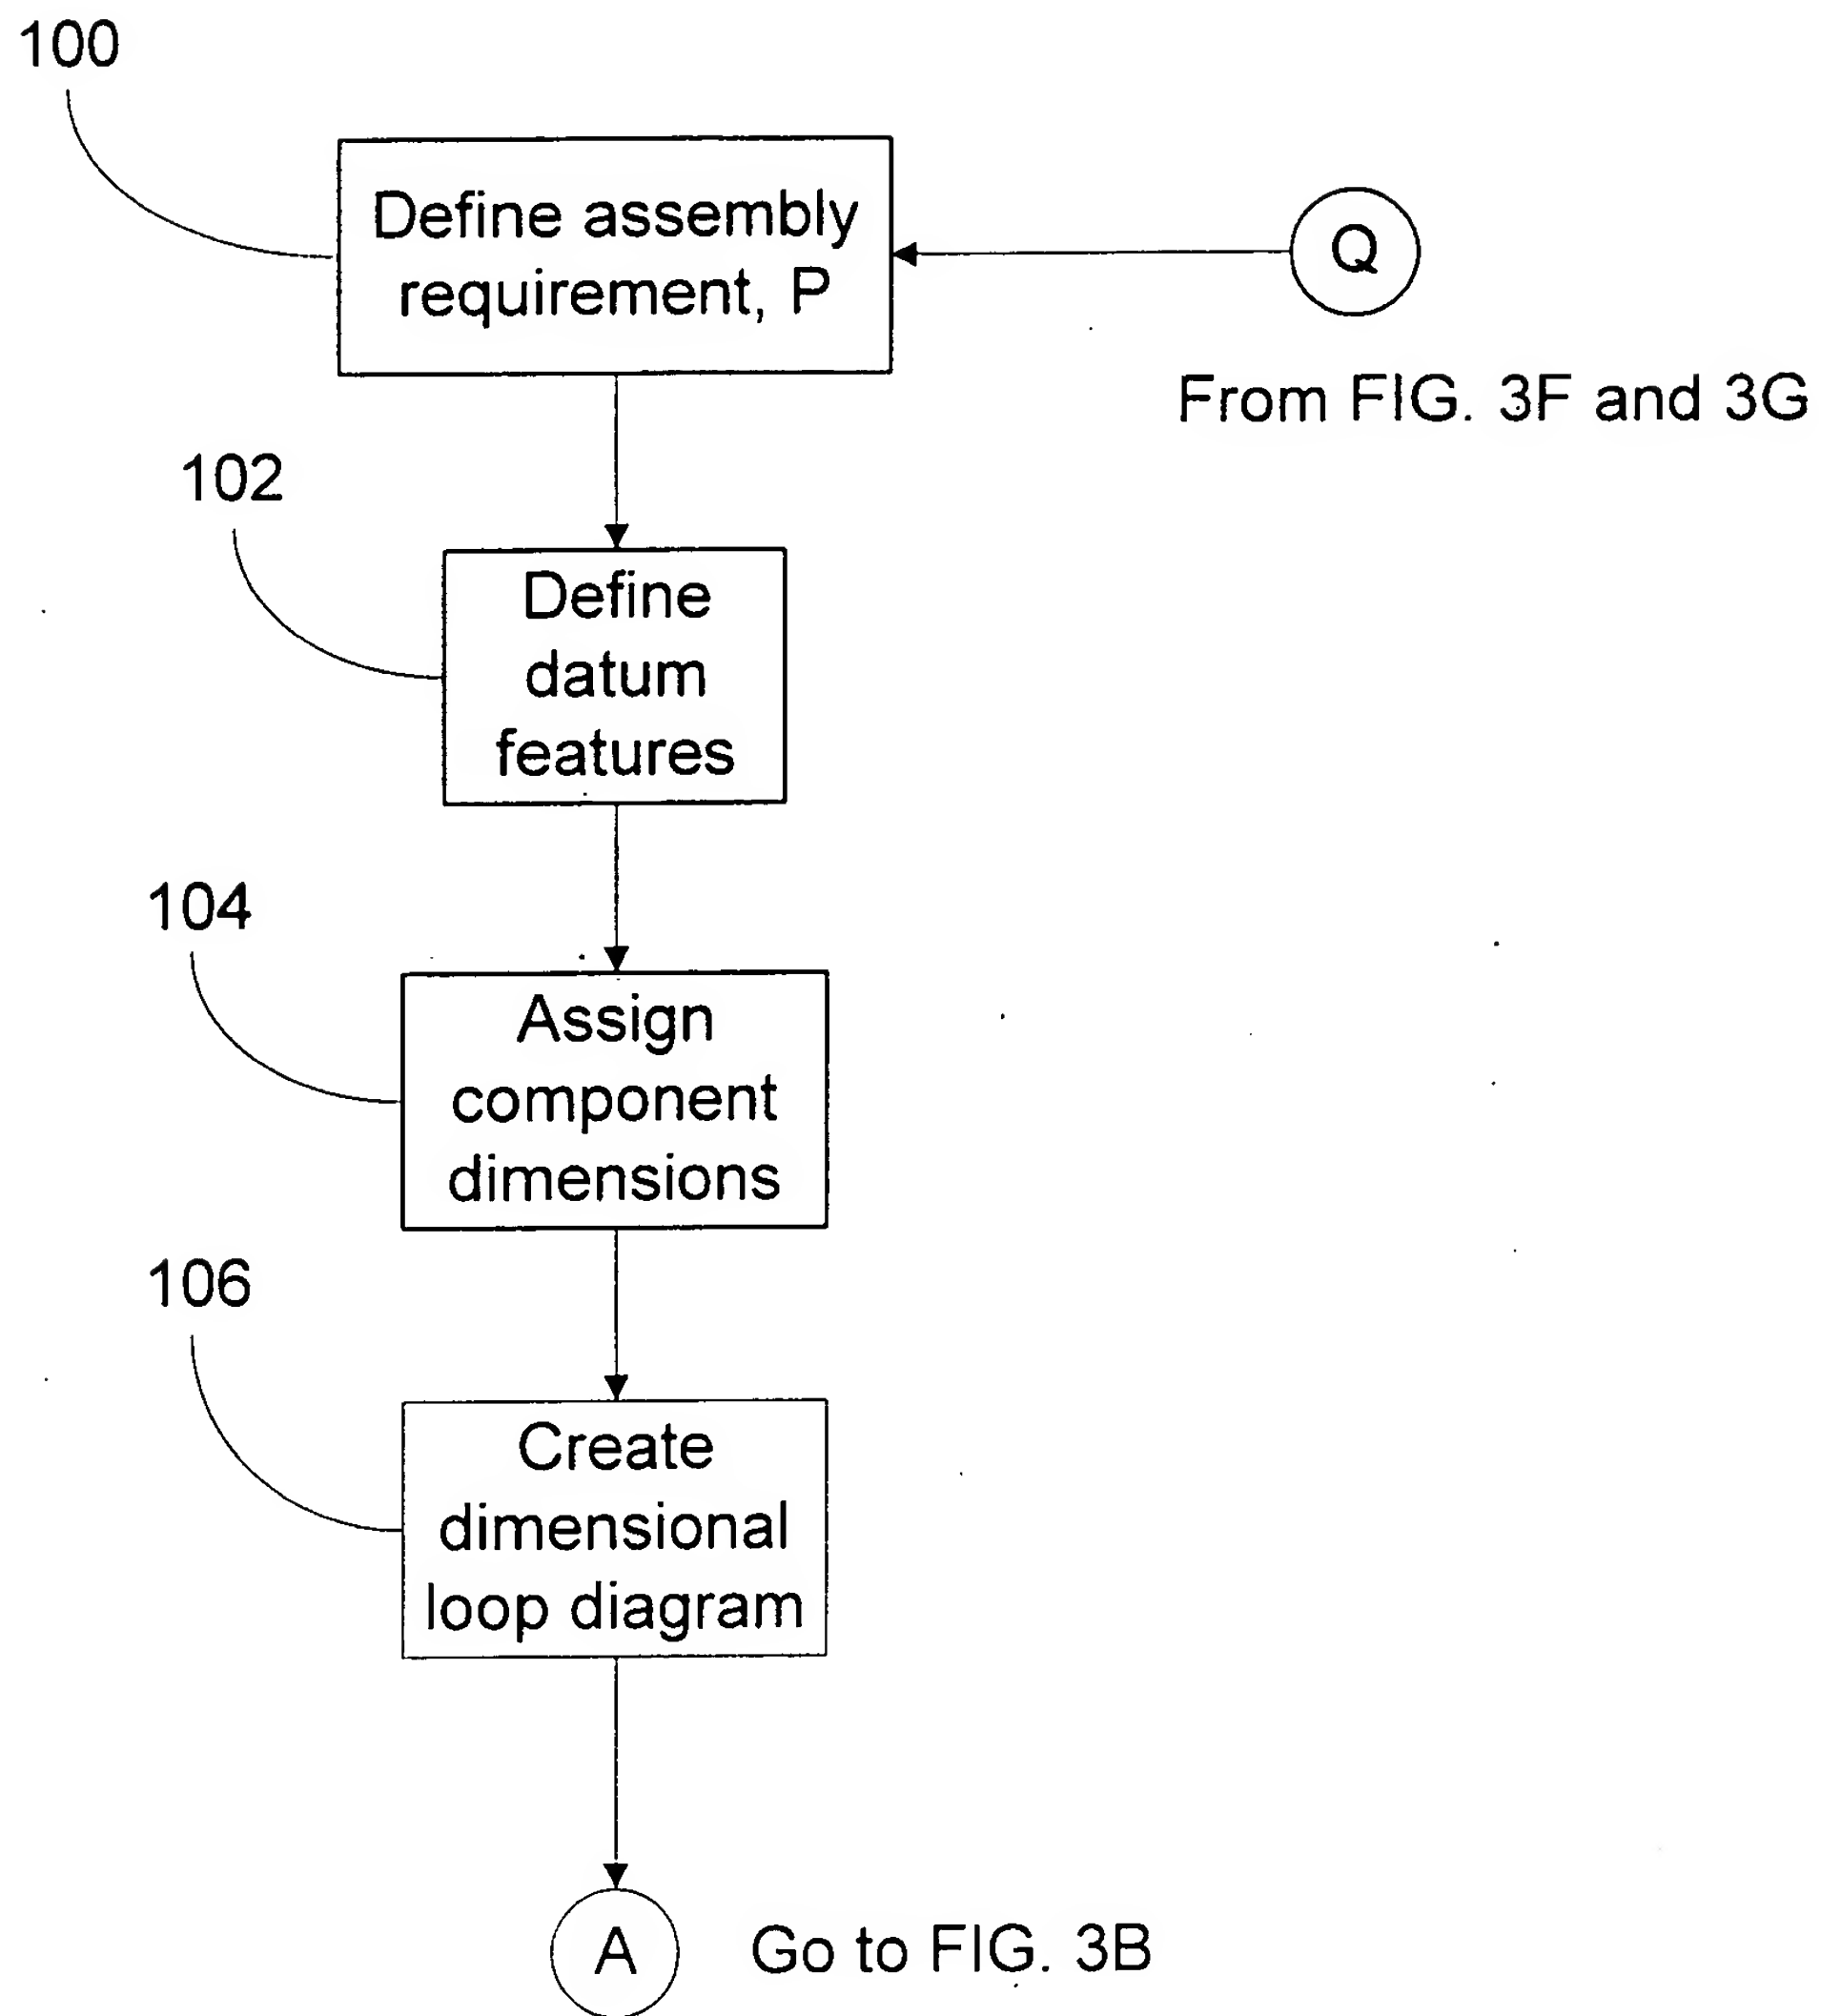 100
Define assembly
requirement, P
Q
From FIG. 3F and 3G
102
Define
datum
features
104
Assign
component
dimensions
106
Create
dimensional
loop diagram
A
Go to FIG. 3B